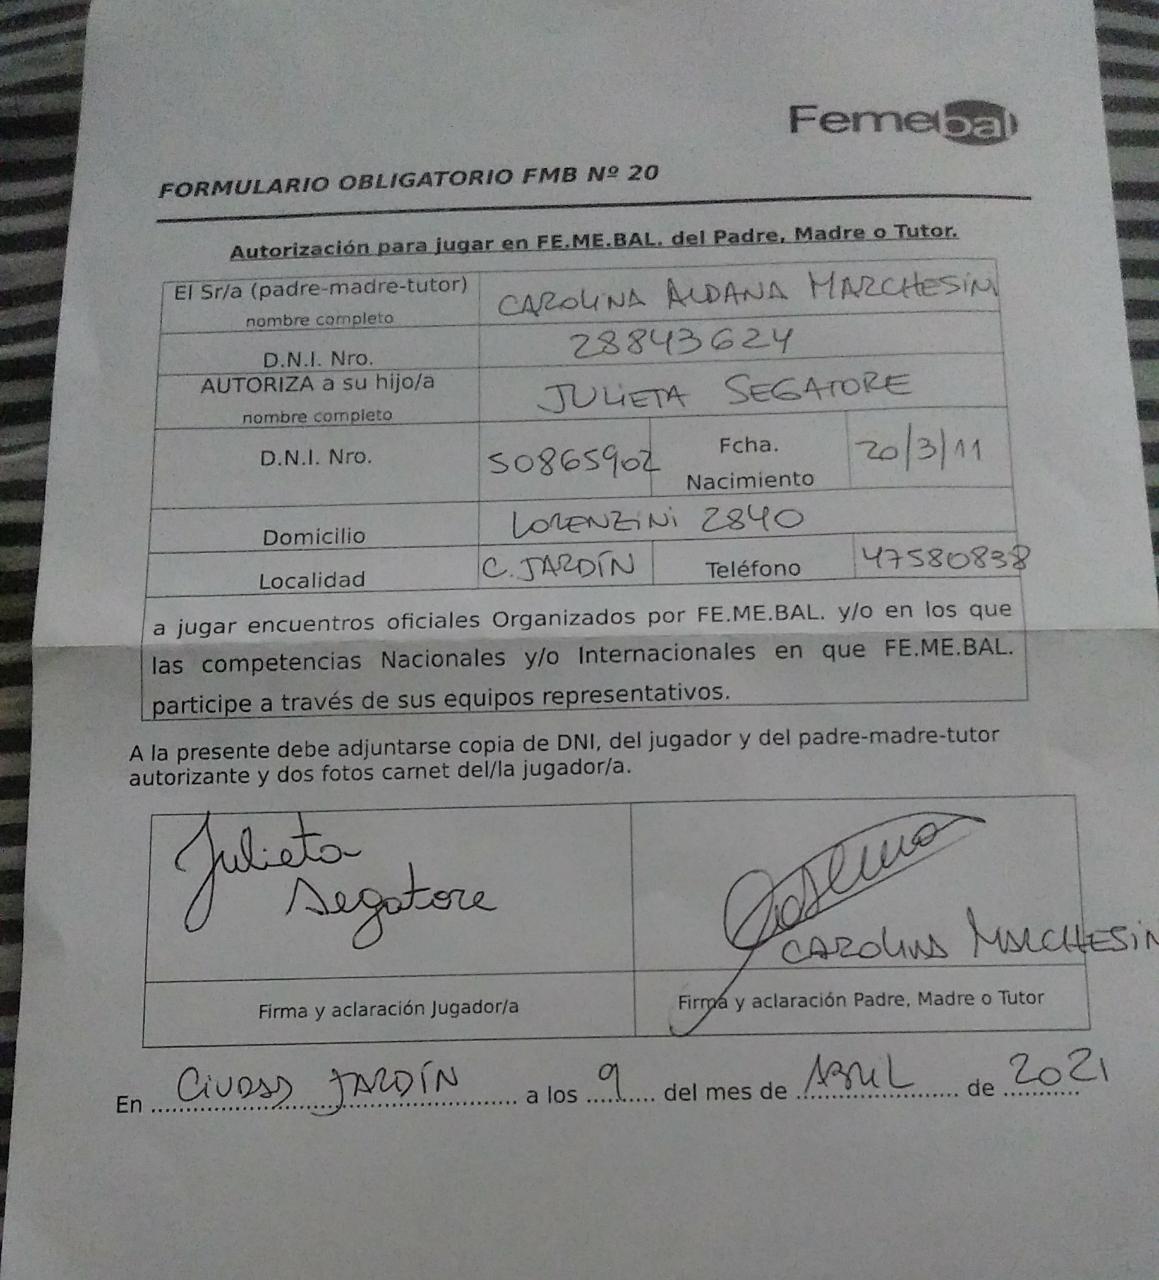 Femebal
FORMULARIO OBLIGATORIO FMB Nº 20
Autorización para jugar en FE.ME.BAL. del Padre, Madre o Tutor.
El Sr/a (padre-madre-tutor) CAROLINA ALDANA MARCHESINI
nombre completo
D.N.I. Nro. 28843624
AUTORIZA a su hijo/a JULIETA SEGATORE
nombre completo
D.N.I. Nro. 50865902 Fcha. 20/3/11
Nacimiento
Domicilio LORENZINI 2840
Localidad C. JARDÍN Teléfono 47580838
a jugar encuentros oficiales Organizados por FE.ME.BAL. y/o en los que
las competencias Nacionales y/o Internacionales en que FE.ME.BAL.
participe a través de sus equipos representativos.
A la presente debe adjuntarse copia de DNI, del jugador y del padre-madre-tutor
autorizante y dos fotos carnet del/la jugador/a.
Julieta
Segatore
CAROLINA MARCHESIN
Firma y aclaración Jugador/a Firma y aclaración Padre, Madre o Tutor
En CIUDAD JARDÍN a los 9 del mes de ABRIL de 2021